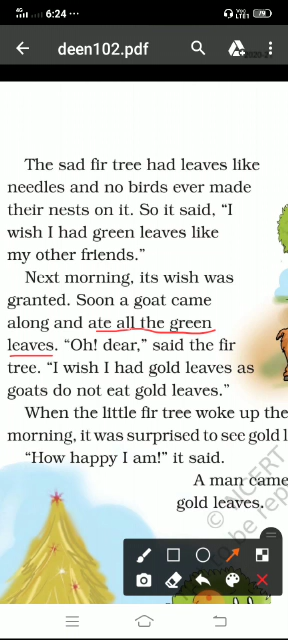 6:24
79
deen102.pdf
The sad fir tree had leaves like
needles and no birds ever made
their nests on it. So it said, “I
wish I had green leaves like
my other friends.”
Next morning, its wish was
granted. Soon a goat came
along and ate all the green
leaves. “Oh! dear,” said the fir
tree. “I wish I had gold leaves as
goats do not eat gold leaves.”
When the little fir tree woke up the
morning, it was surprised to see gold l
“How happy I am!” it said.
A man came
gold leaves.
© NCERT
be rep